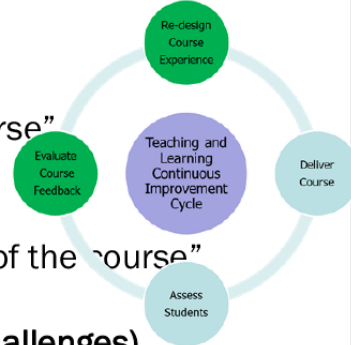 Re-design
Course
Experience
rse”
Evaluate
Course
Feedback
Teaching and
Learning
Continuous
Improvement
Cycle
Deliver
Course
of the course”
Assess
Students
allenges)